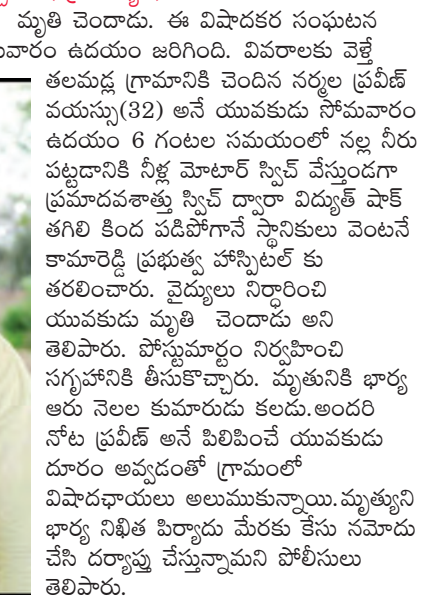 మృతి చెందాడు. ఈ విషాదకర సంఘటన
వారం ఉదయం జరిగింది. వివరాలకు వెళ్తే
తలమడ్ల గ్రామానికి చెందిన నర్మల ప్రవీణ్
వయస్సు(32) అనే యువకుడు సోమవారం
ఉదయం 6 గంటల సమయంలో నల్ల నీరు
పట్టడానికి నీళ్ల మోటార్ స్విచ్ వేస్తుండగా
ప్రమాదవశాత్తు స్విచ్ ద్వారా విద్యుత్ షాక్
తగిలి కింద పడిపోగానే స్థానికులు వెంటనే
కామారెడ్డి ప్రభుత్వ హాస్పిటల్ కు
తరలించారు. వైద్యులు నిర్ధారించి
యువకుడు మృతి చెందాడు అని
తెలిపారు. పోస్టుమార్టం నిర్వహించి
సగృహానికి తీసుకొచ్చారు. మృతునికి భార్య
ఆరు నెలల కుమారుడు కలడు.అందరి
నోట ప్రవీణ్ అనే పిలిపించే యువకుడు
దూరం అవ్వడంతో గ్రామంలో
విషాదఛాయలు అలుముకున్నాయి.మృత్యుని
భార్య నిఖిత పిర్యాదు మేరకు కేసు నమోదు
చేసి దర్యాప్తు చేస్తున్నామని పోలీసులు
తెలిపారు.